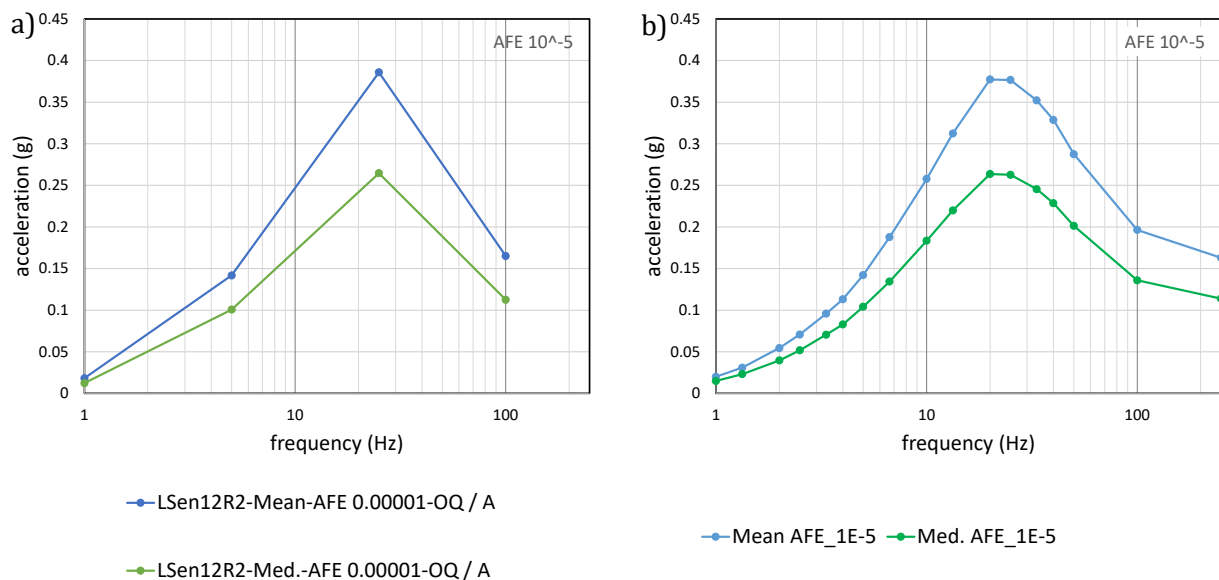 a)
AFE 10^-5
0.45
0.4
0.35
0.3
0.25
0.2
0.15
0.1
0.05
0
acceleration (g)
1
10
100
frequency (Hz)
LSen12R2-Mean-AFE 0.00001-OQ / A
LSen12R2-Med.-AFE 0.00001-OQ / A
b)
AFE 10^-5
0.45
0.4
0.35
0.3
0.25
0.2
0.15
0.1
0.05
0
acceleration (g)
1
10
100
frequency (Hz)
Mean AFE_1E-5 Med. AFE_1E-5